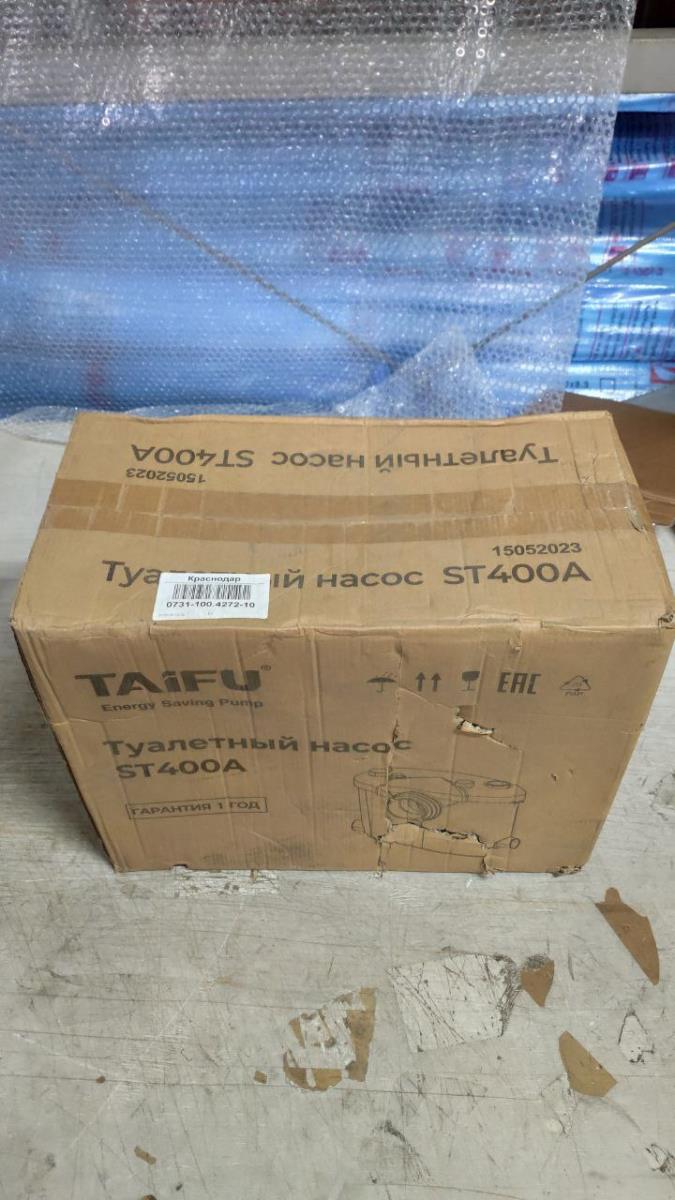 Туалетный насос ST400A
15052023
15052023
Туа ый насос ST400A
Краснодар
0731-100.4272-10
TAIFU®
Energy Saving Pump
EAC
Туалетный насос
ST400A
ГАРАНТИЯ 1 ГОД